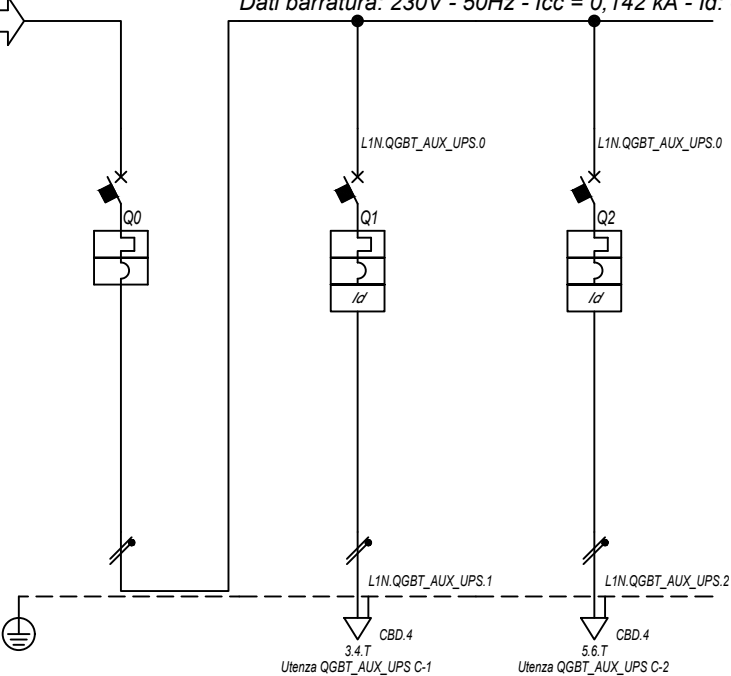 Dati barratura: 230V - 50Hz - Icc = 0,142 kA - Id:
L1N.QGBT_AUX_UPS.0
L1N.QGBT_AUX_UPS.0
Q0
Q1
Q2
Id
Id
L1N.QGBT_AUX_UPS.1
L1N.QGBT_AUX_UPS.2
CBD.4
CBD.4
3.4.T
5.6.T
Utenza QGBT_AUX_UPS C-1
Utenza QGBT_AUX_UPS C-2